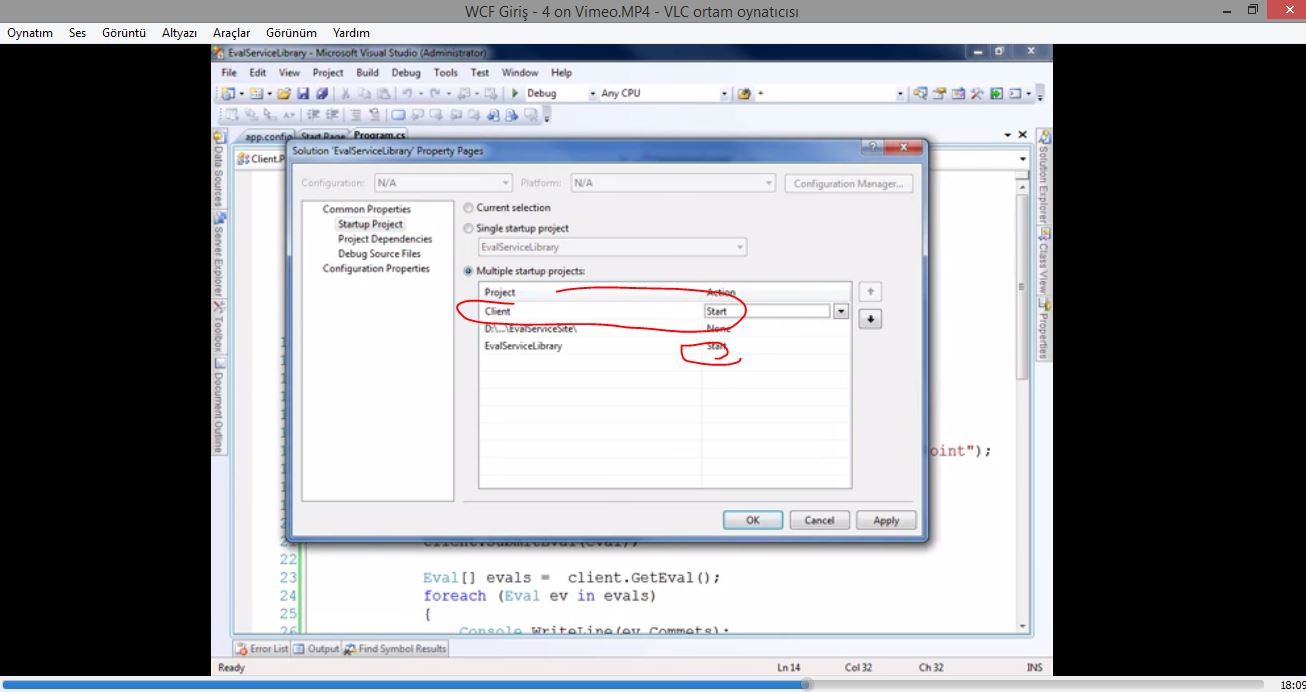 WCF Giriş - 4 on Vimeo.MP4 - VLC ortam oynatıcısı
Oynatım Ses Görüntü Altyazı Araçlar Görünüm Yardım
EvalServiceLibrary - Microsoft Visual Studio (Administrator)
File Edit View Project Build Debug Tools Test Window Help
Debug Any CPU
app.config Start Page Program.cs
Solution 'EvalServiceLibrary' Property Pages
Client.P
Configuration: N/A Platform: N/A Configuration Manager...
Common Properties
Startup Project
Project Dependencies
Debug Source Files
Configuration Properties
Current selection
Single startup project
EvalServiceLibrary
Multiple startup projects:
Project Action
Client Start
D:\...\EvalServiceSite\ None
EvalServiceLibrary Start
OK Cancel Apply
Data Sources
Server Explorer
Toolbox
Document Outline
Solution Explorer
Class View
Properties
oint");
21 client.SubmitEval(eval);
22
23 Eval[] evals = client.GetEval();
24 foreach (Eval ev in evals)
25 {
26 Console.WriteLine(ev.Commets);
Error List Output Find Symbol Results
Ready Ln 14 Col 32 Ch 32 INS
18:09